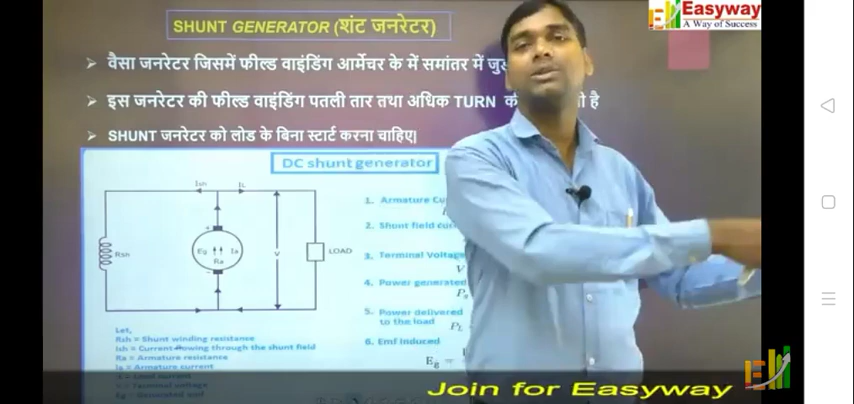 SHUNT GENERATOR (शंट जनरेटर)
Easyway
A Way of Success
➤ वैसा जनरेटर जिसमें फील्ड वाइंडिंग आर्मेचर के में समांतर में
➤ इस जनरेटर की फील्ड वाइंडिंग पतली तार तथा अधिक TURN है
➤ SHUNT जनरेटर को लोड के बिना स्टार्ट करना चाहिए|
DC shunt generator
Ish IL
Rsh
+
Eg Ia
Ra
-
V
LOAD
1. Armature
2. Shunt field
3. Terminal Voltage
V
4. Power generated
Pg
5. Power delivered
to the load
PL
6. Emf induced
Eg =
Let,
Rsh = Shunt winding resistance
Ish = Current flowing through the shunt field
Ra = Armature resistance
Ia = Armature current
Join for Easyway